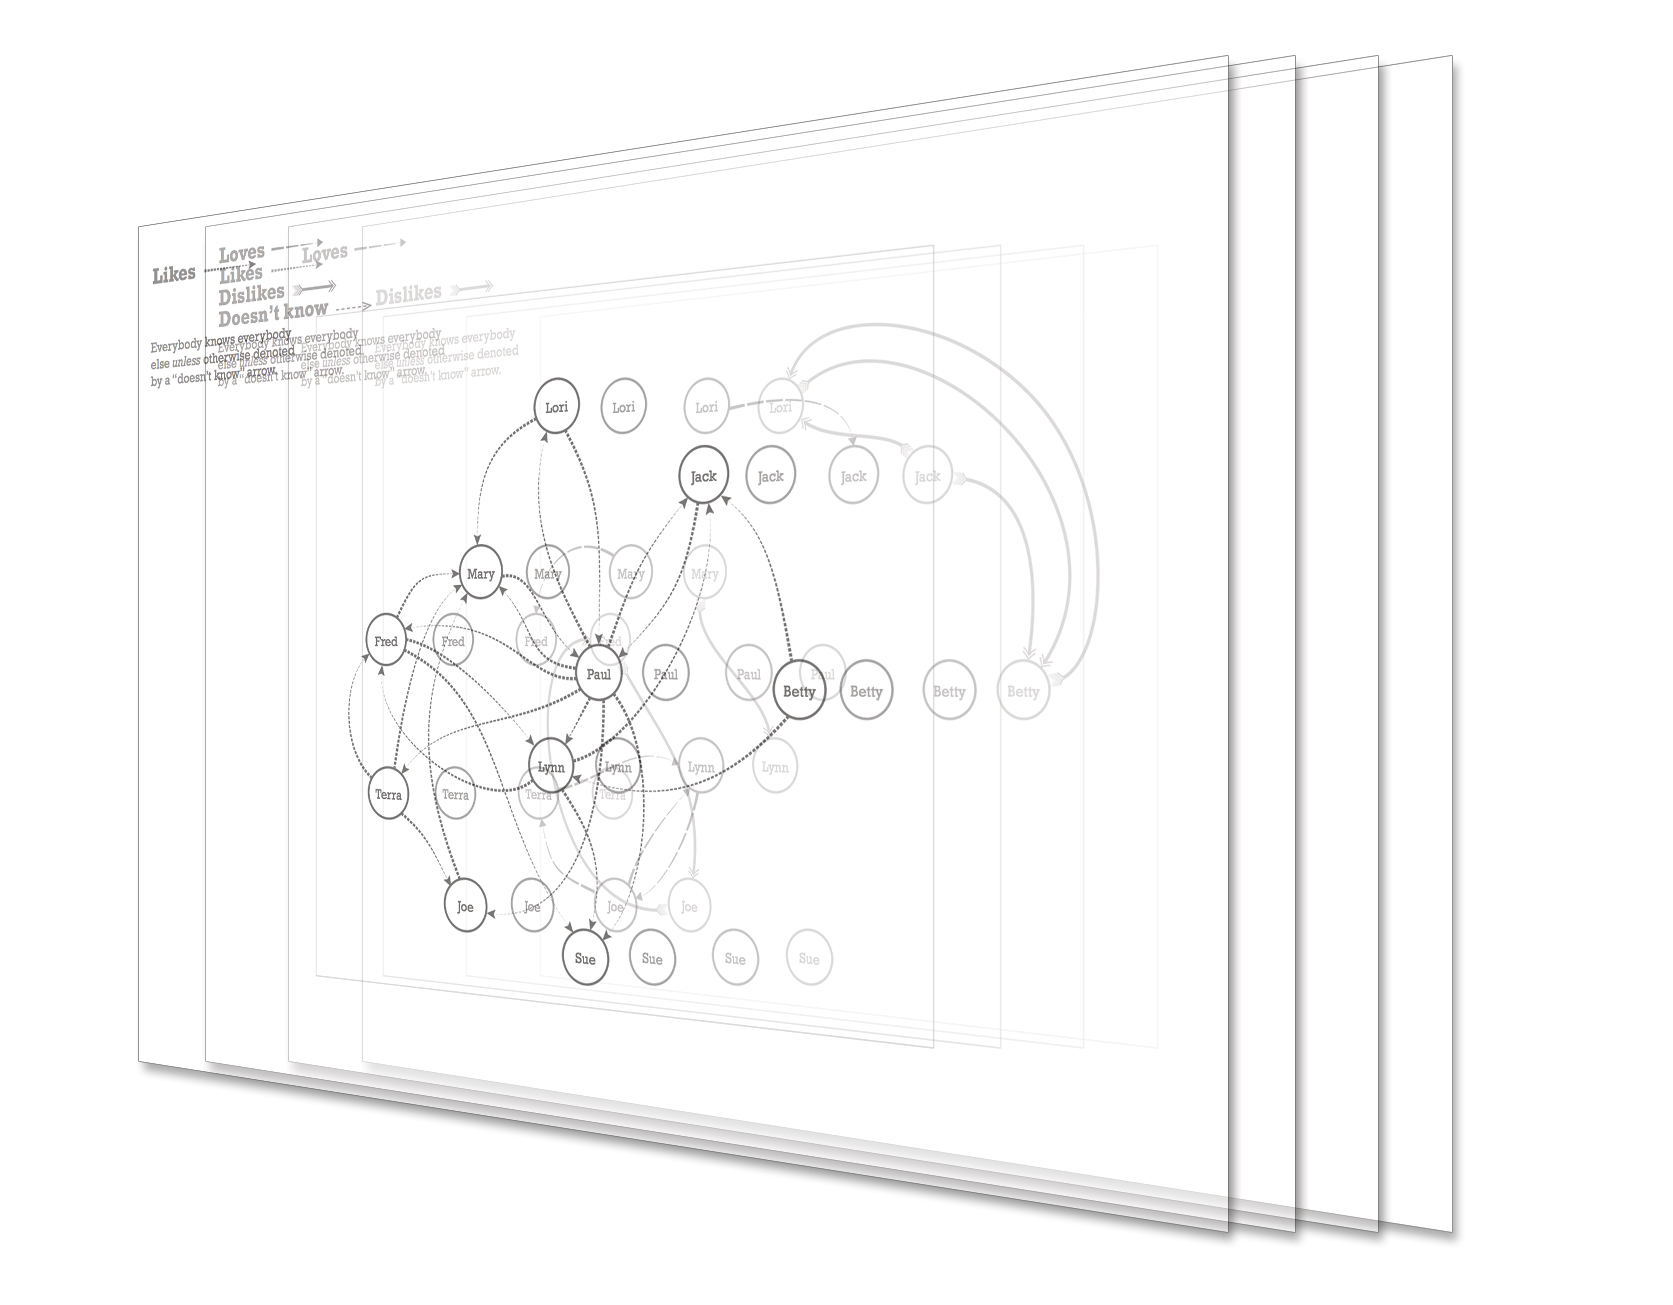 Loves
Loves
Likes
Likes
Dislikes
Dislikes
Doesn't know
Everybody knows everybody
else unless otherwise denoted
by a "doesn't know" arrow.
Everybody knows everybody
else unless otherwise denoted
by a "doesn't know" arrow.
Everybody knows everybody
else unless otherwise denoted
by a "doesn't know" arrow.
Everybody knows everybody
else unless otherwise denoted
by a "doesn't know" arrow.
Lori Lori Lori Lori
Jack Jack Jack Jack
Mary Mary Mary Mary
Fred Fred Fred Fred
Paul Paul Paul Paul
Betty Betty Betty Betty
Lynn Lynn Lynn Lynn
Terra Terra Terra Terra
Joe Joe Joe Joe
Sue Sue Sue Sue